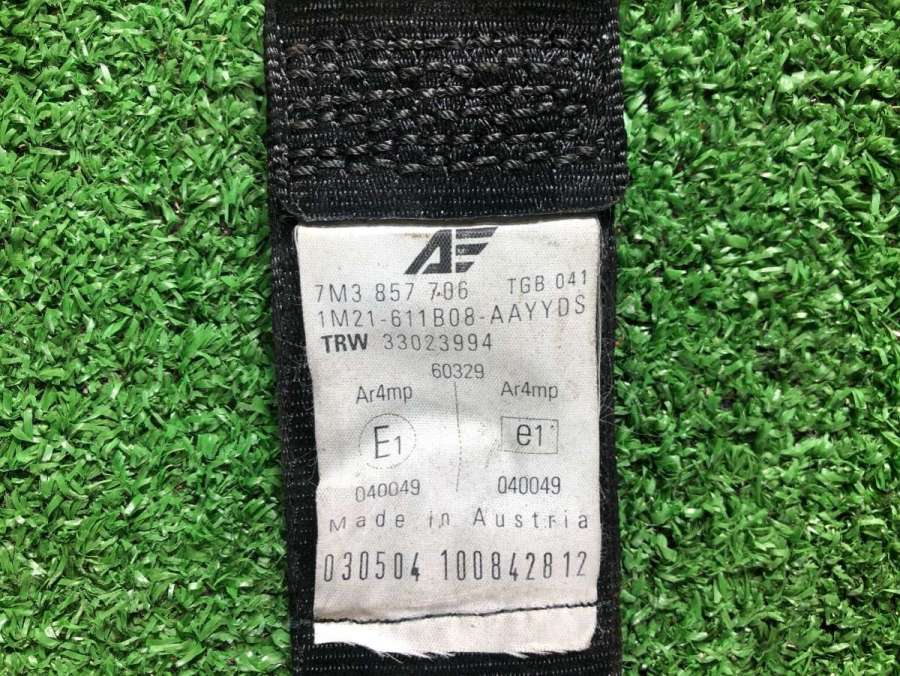 AE
7M3 857 706 TGB 041
1M21-611B08-AAYYDS
TRW 33023994
60329
Ar4mp Ar4mp
E1 e1
040049 040049
Made in Austria
030504 100842812